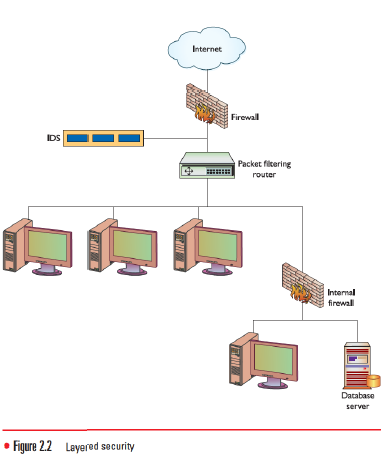 Internet
Firewall
IDS
Packet filtering
router
Internal
firewall
Database
server
• Figure 2.2 Layered security